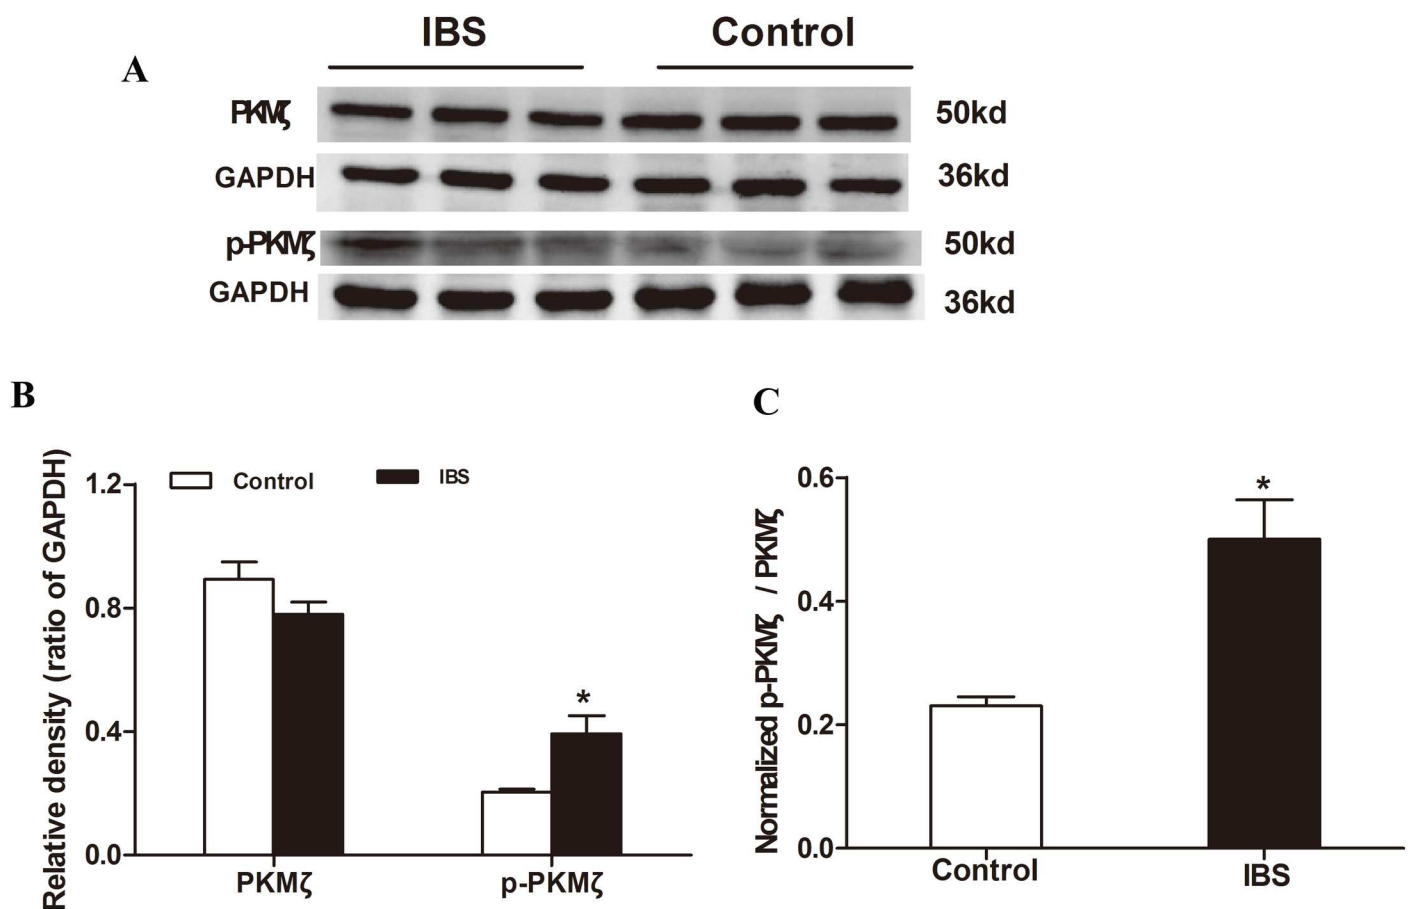 IBS Control
A
PKMζ 50kd
GAPDH 36kd
p-PKMζ 50kd
GAPDH 36kd
B
Relative density (ratio of GAPDH)
1.2
0.8
0.4
0.0
Control IBS
*
PKMζ p-PKMζ
C
Normalized p-PKMζ / PKMζ
0.6
0.4
0.2
0.0
*
Control IBS